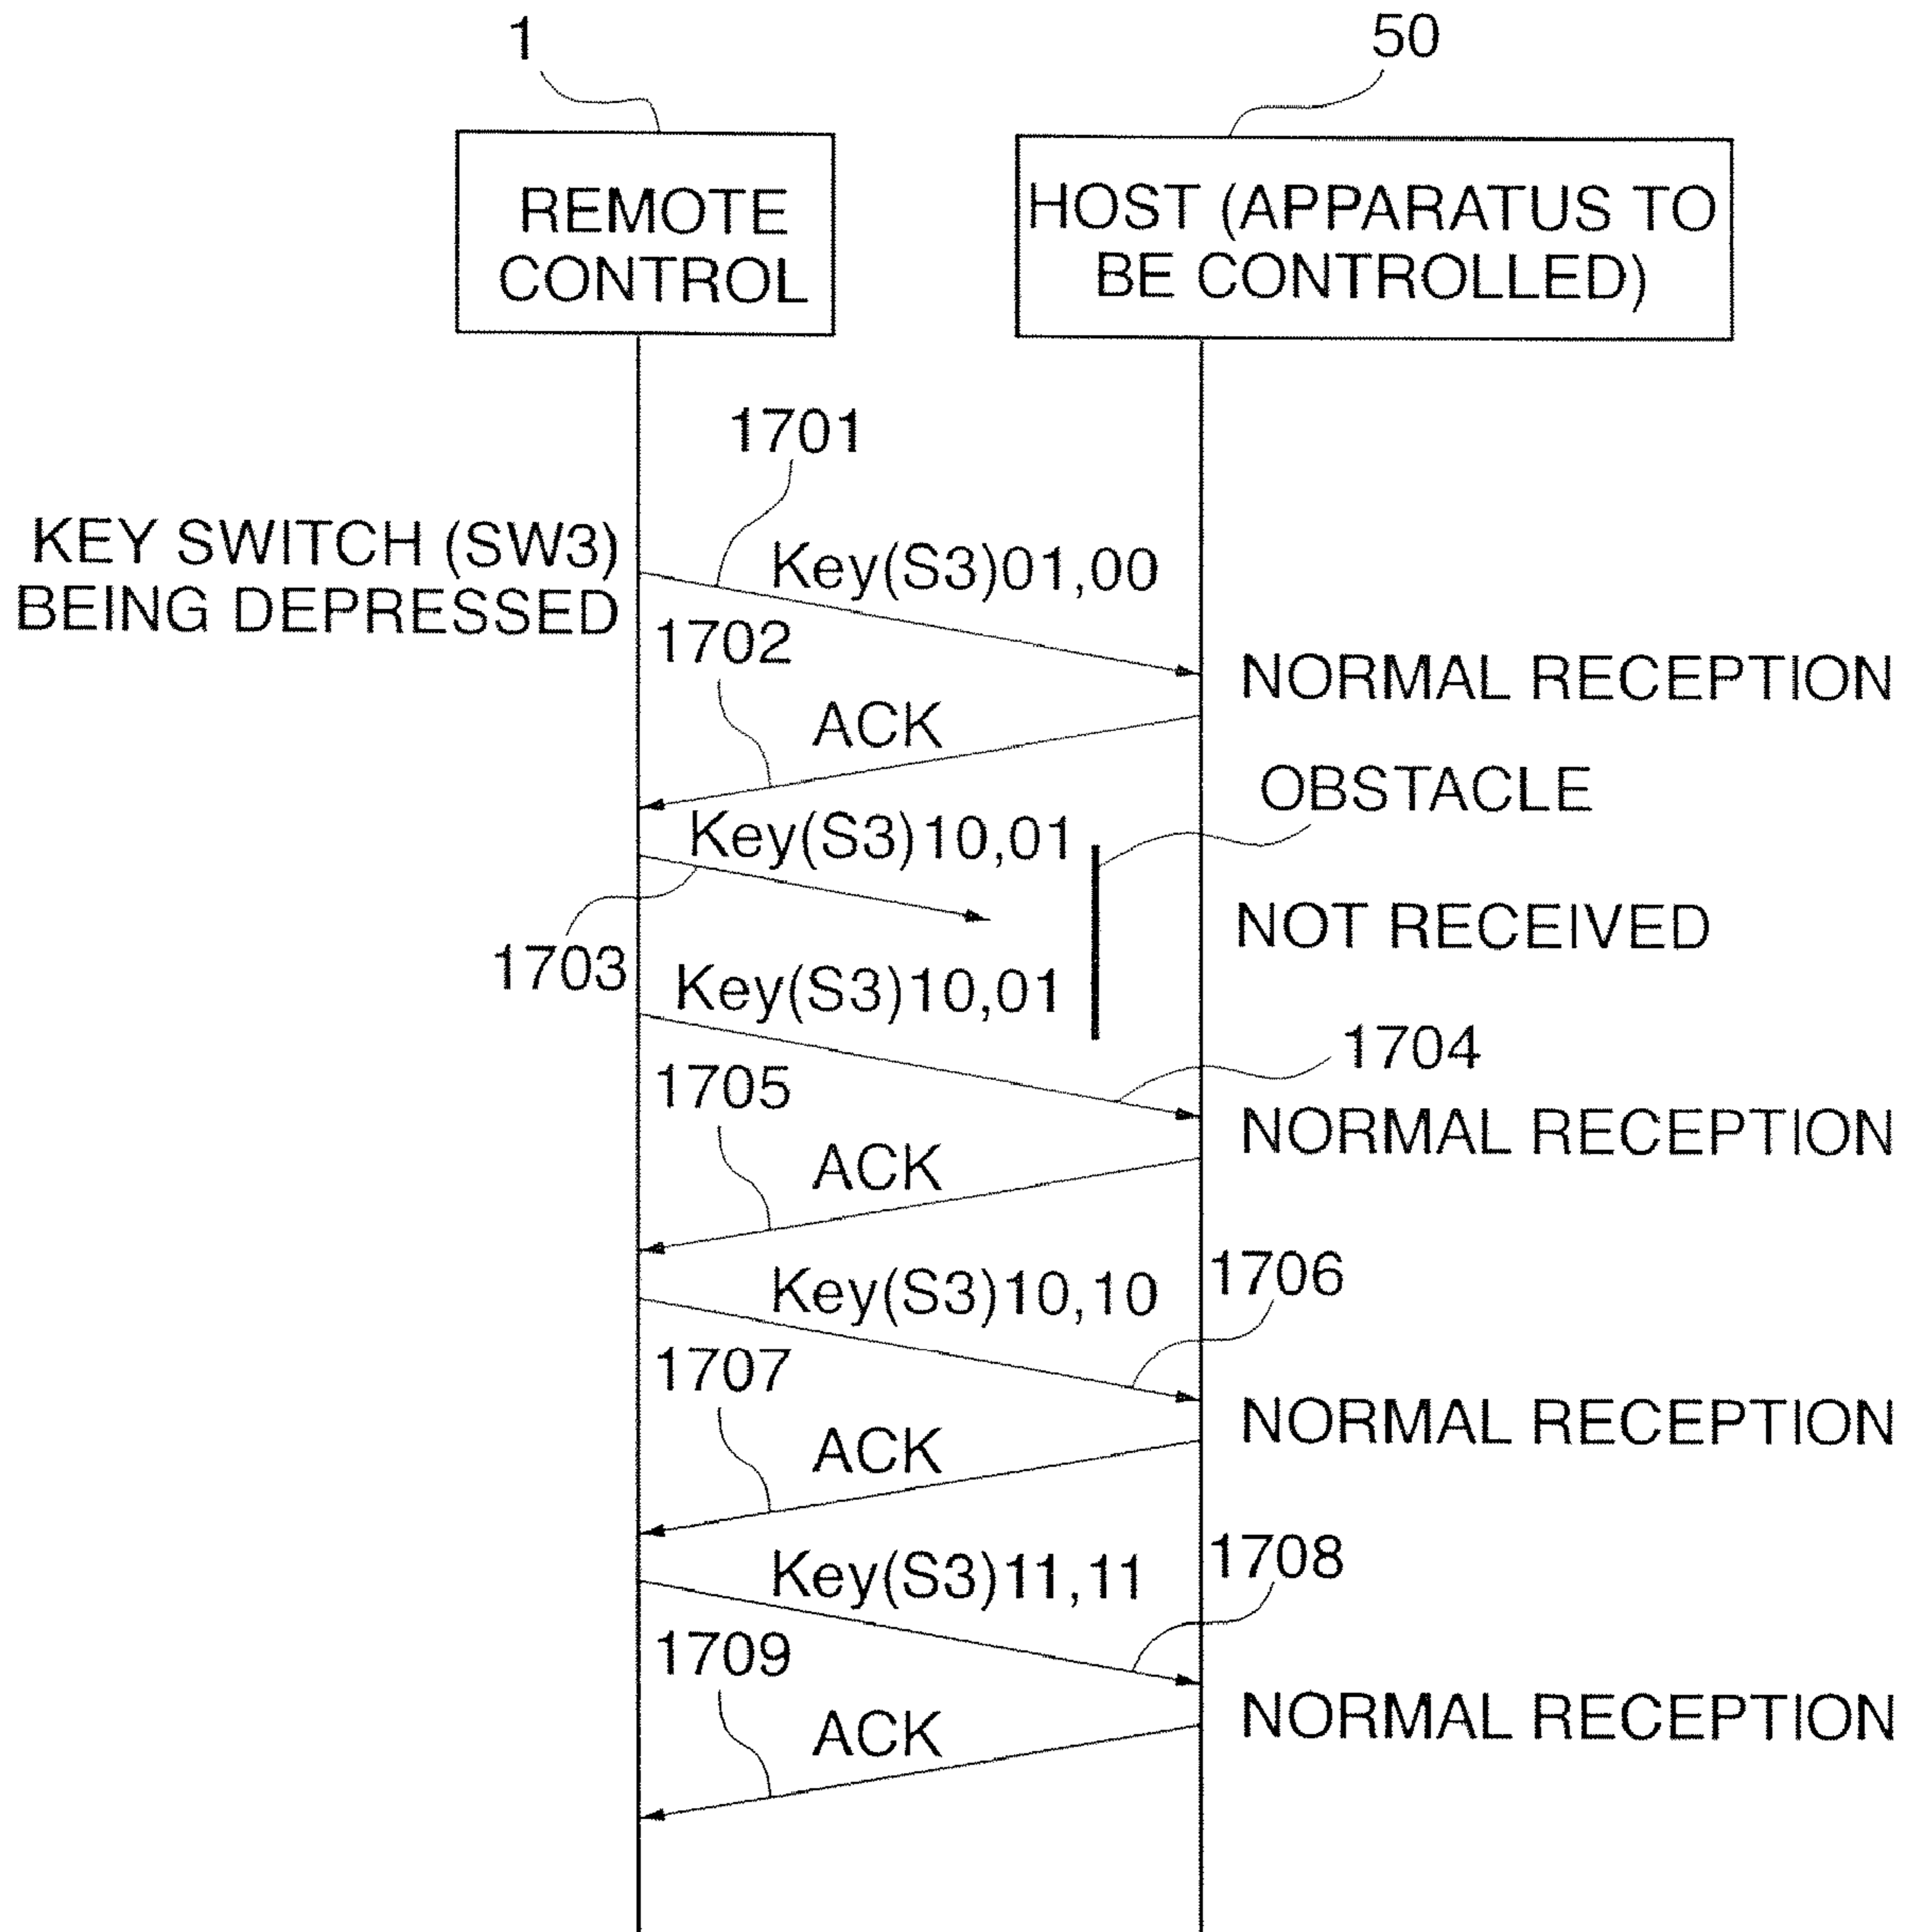 1
50
REMOTE
CONTROL
HOST (APPARATUS TO
BE CONTROLLED)
1701
KEY SWITCH (SW3)
BEING DEPRESSED
Key(S3)01,00
1702
NORMAL RECEPTION
ACK
OBSTACLE
Key(S3)10,01
NOT RECEIVED
1703
Key(S3)10,01
1704
1705
NORMAL RECEPTION
ACK
1706
Key(S3)10,10
1707
NORMAL RECEPTION
ACK
1708
Key(S3)11,11
1709
NORMAL RECEPTION
ACK